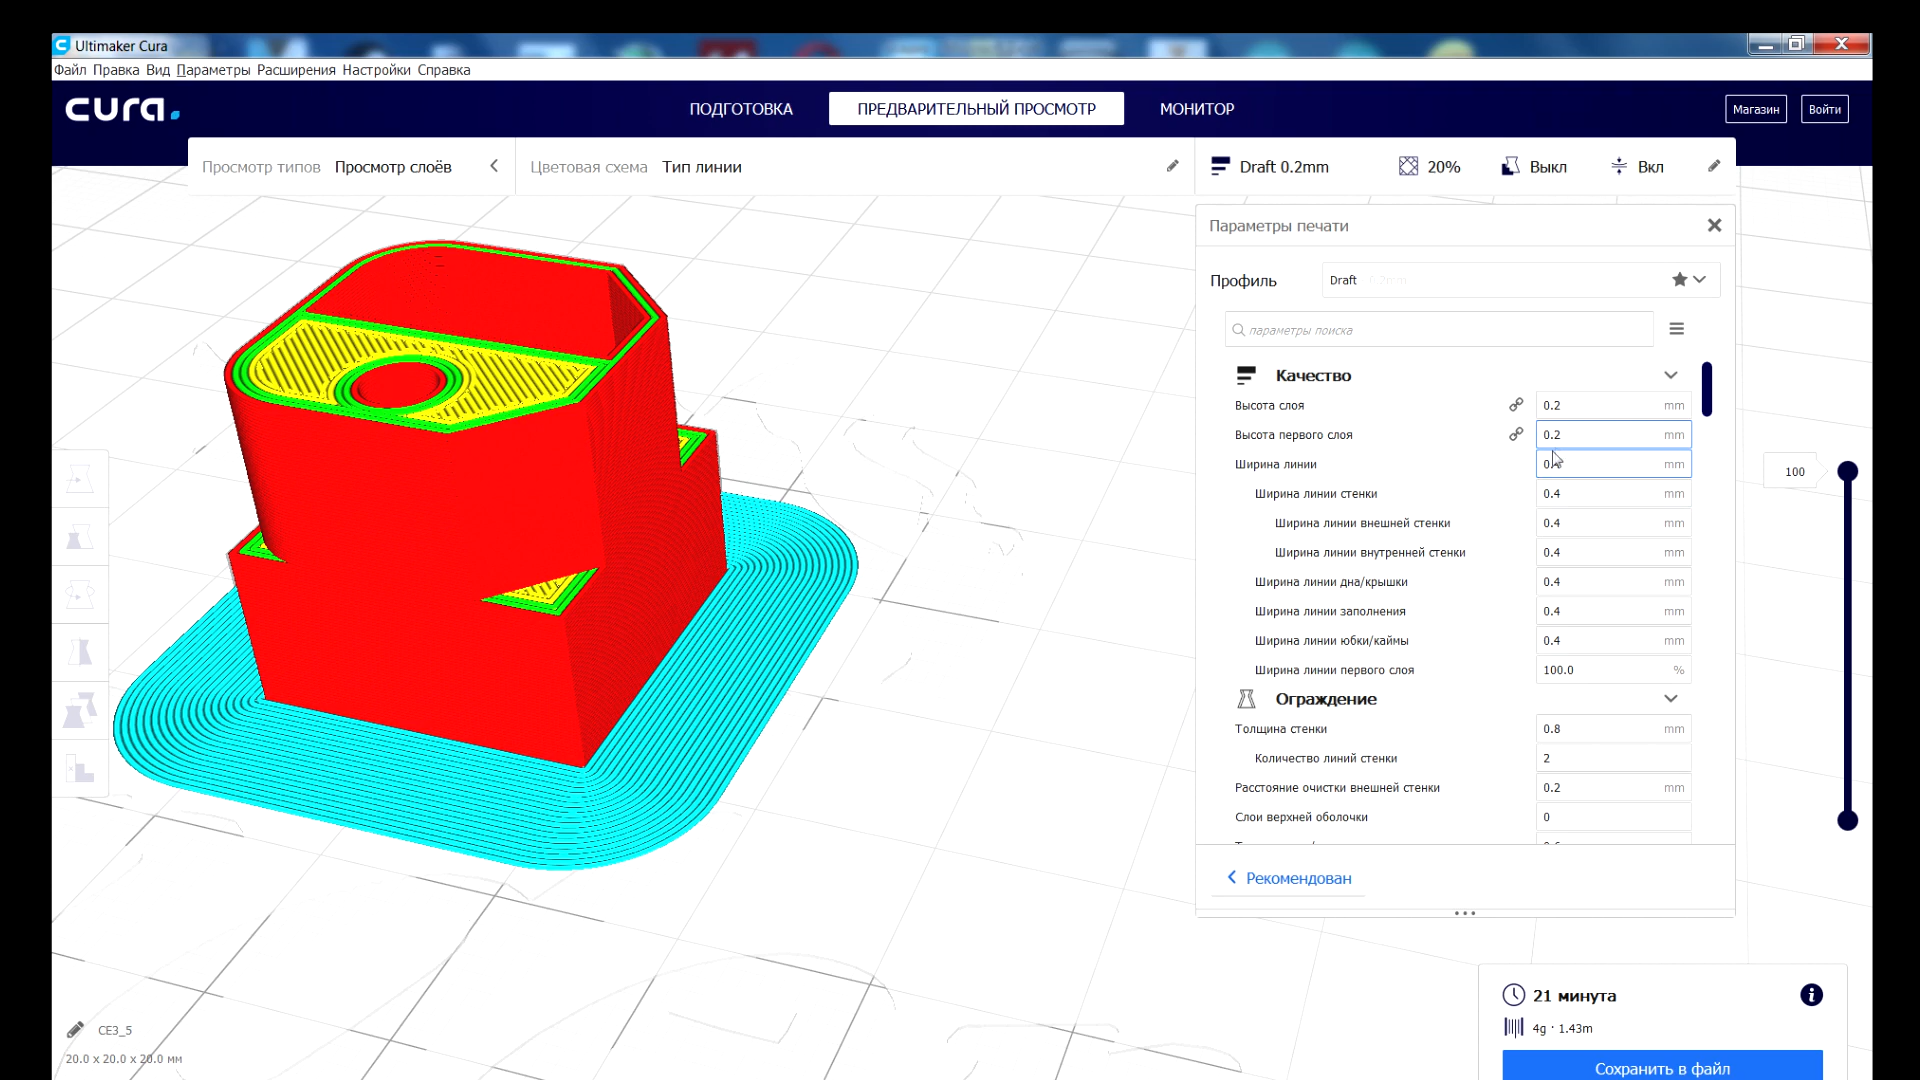 Ultimaker Cura
Файл Правка Вид Параметры Расширения Настройки Справка
cura.
ПОДГОТОВКА
ПРЕДВАРИТЕЛЬНЫЙ ПРОСМОТР
МОНИТОР
Магазин
Войти
Просмотр типов Просмотр слоёв
Цветовая схема Тип линии
Draft 0.2mm
20%
Выкл
Вкл
Параметры печати
Профиль
Draft 0.2mm
параметры поиска
Качество
Высота слоя 0.2 mm
Высота первого слоя 0.2 mm
Ширина линии mm
Ширина линии стенки 0.4 mm
Ширина линии внешней стенки 0.4 mm
Ширина линии внутренней стенки 0.4 mm
Ширина линии дна/крышки 0.4 mm
Ширина линии заполнения 0.4 mm
Ширина линии юбки/каймы 0.4 mm
Ширина линии первого слоя 100.0 %
Ограждение
Толщина стенки 0.8 mm
Количество линий стенки 2
Расстояние очистки внешней стенки 0.2 mm
Слои верхней оболочки 0
Рекомендован
100
21 минута
4g · 1.43m
Сохранить в файл
CE3_5
20.0 x 20.0 x 20.0 мм